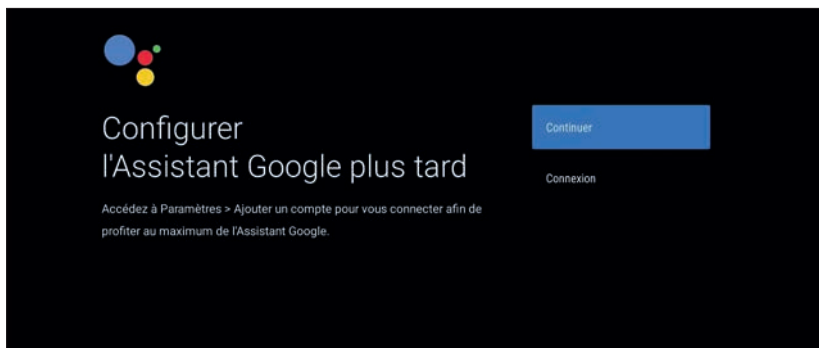 Configurer
l'Assistant Google plus tard
Accédez à Paramètres > Ajouter un compte pour vous connecter afin de
profiter au maximum de l'Assistant Google.
Continuer
Connexion